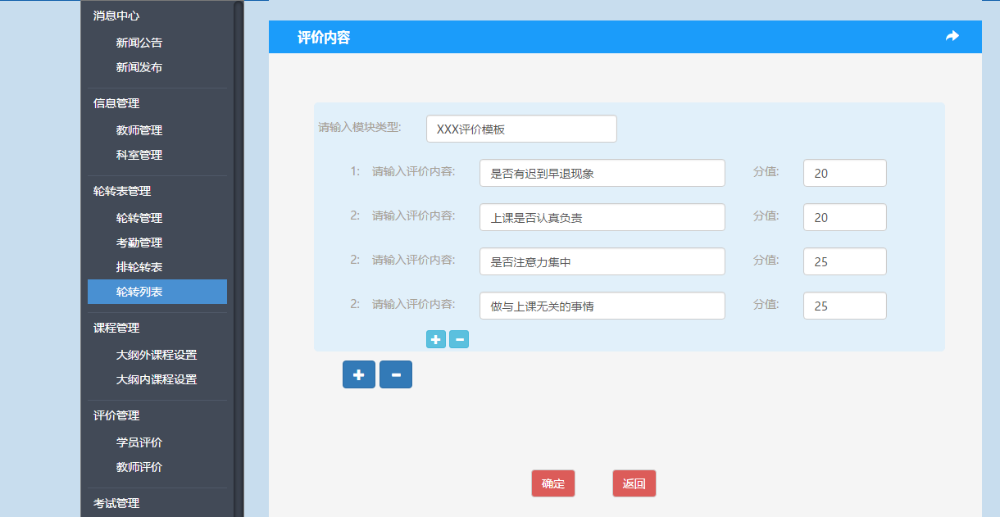 消息中心
新闻公告
新闻发布
信息管理
教师管理
科室管理
轮转表管理
轮转管理
考勤管理
排轮转表
轮转列表
课程管理
大纲外课程设置
大纲内课程设置
评价管理
学员评价
教师评价
考试管理
评价内容
请输入模块类型: XXX评价模板
1: 请输入评价内容: 是否有迟到早退现象 分值: 20
2: 请输入评价内容: 上课是否认真负责 分值: 20
2: 请输入评价内容: 是否注意力集中 分值: 25
2: 请输入评价内容: 做与上课无关的事情 分值: 25
确定 返回